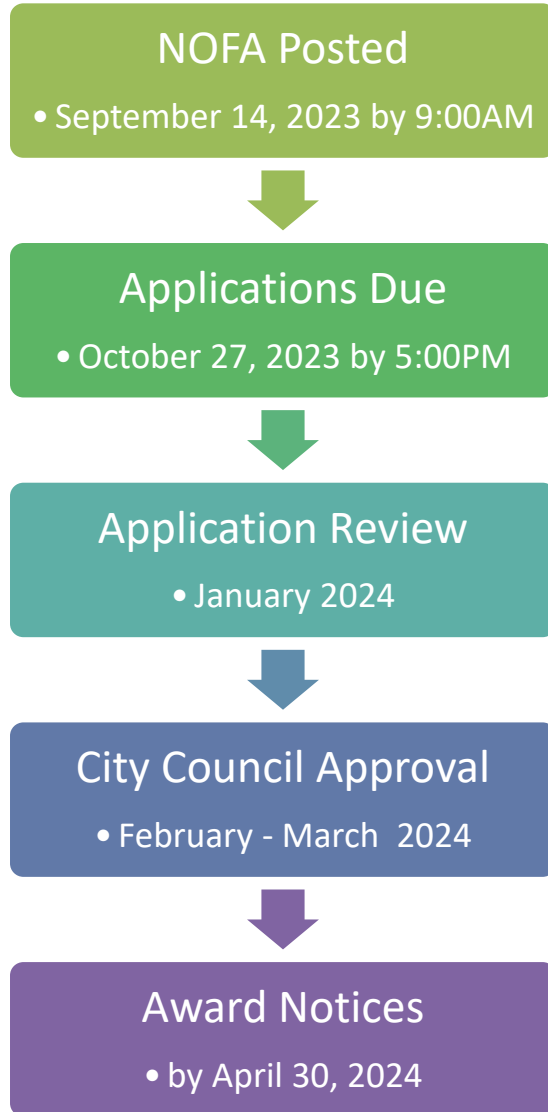 NOFA Posted
• September 14, 2023 by 9:00AM
Applications Due
• October 27, 2023 by 5:00PM
Application Review
• January 2024
City Council Approval
• February - March  2024
Award Notices
• by April 30, 2024